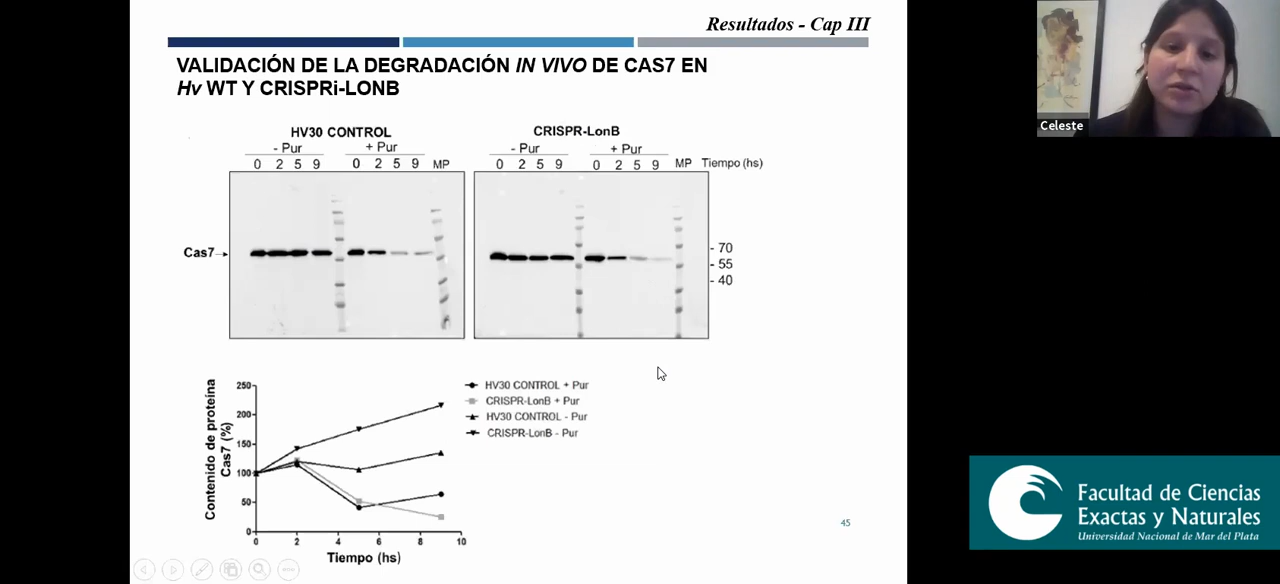 Resultados - Cap III
VALIDACIÓN DE LA DEGRADACIÓN IN VIVO DE CAS7 EN
Hv WT Y CRISPRi-LONB
HV30 CONTROL
- Pur + Pur
0 2 5 9 0 2 5 9 MP
CRISPR-LonB
- Pur + Pur
0 2 5 9 0 2 5 9 MP Tiempo (hs)
Cas7
- 70
- 55
- 40
Contenido de proteína
Cas7 (%)
250
200
150
100
50
0
0 2 4 6 8 10
Tiempo (hs)
HV30 CONTROL + Pur
CRISPR-LonB + Pur
HV30 CONTROL - Pur
CRISPR-LonB - Pur
45
Celeste
Facultad de Ciencias
Exactas y Naturales
Universidad Nacional de Mar del Plata